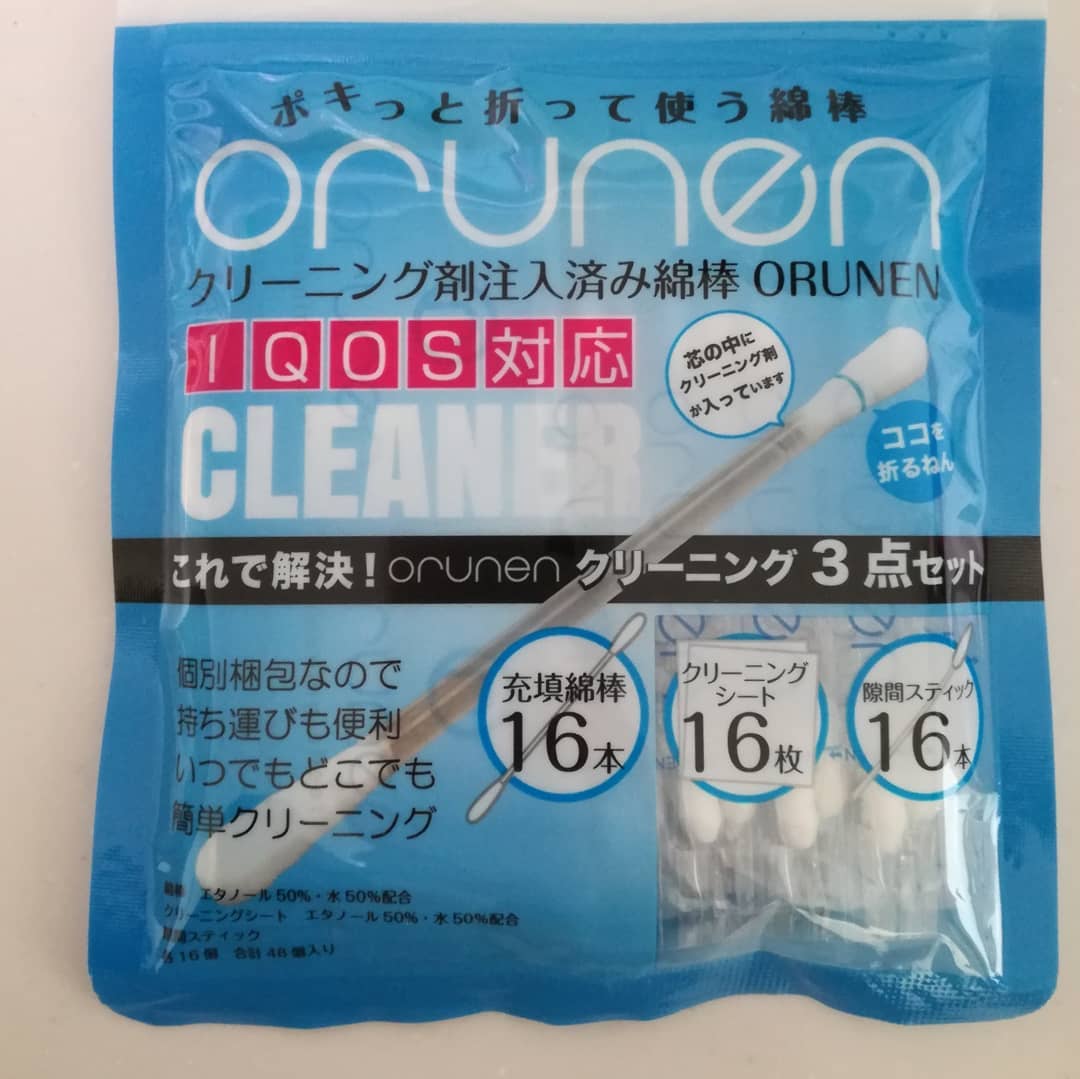 ポキっと折って使う綿棒
orunen
クリーニング剤注入済み綿棒 ORUNEN
IQOS対応
CLEANER
芯の中に
クリーニング剤
が入っています
ココを
折るねん
これで解決！orunen クリーニング3点セット
個別梱包なので
持ち運びも便利
いつでもどこでも
簡単クリーニング
充填綿棒
16本
クリーニング
シート
16枚
隙間スティック
16本
綿棒 エタノール50%・水50%配合
クリーニングシート エタノール50%・水50%配合
隙間スティック
各16個 合計48個入り